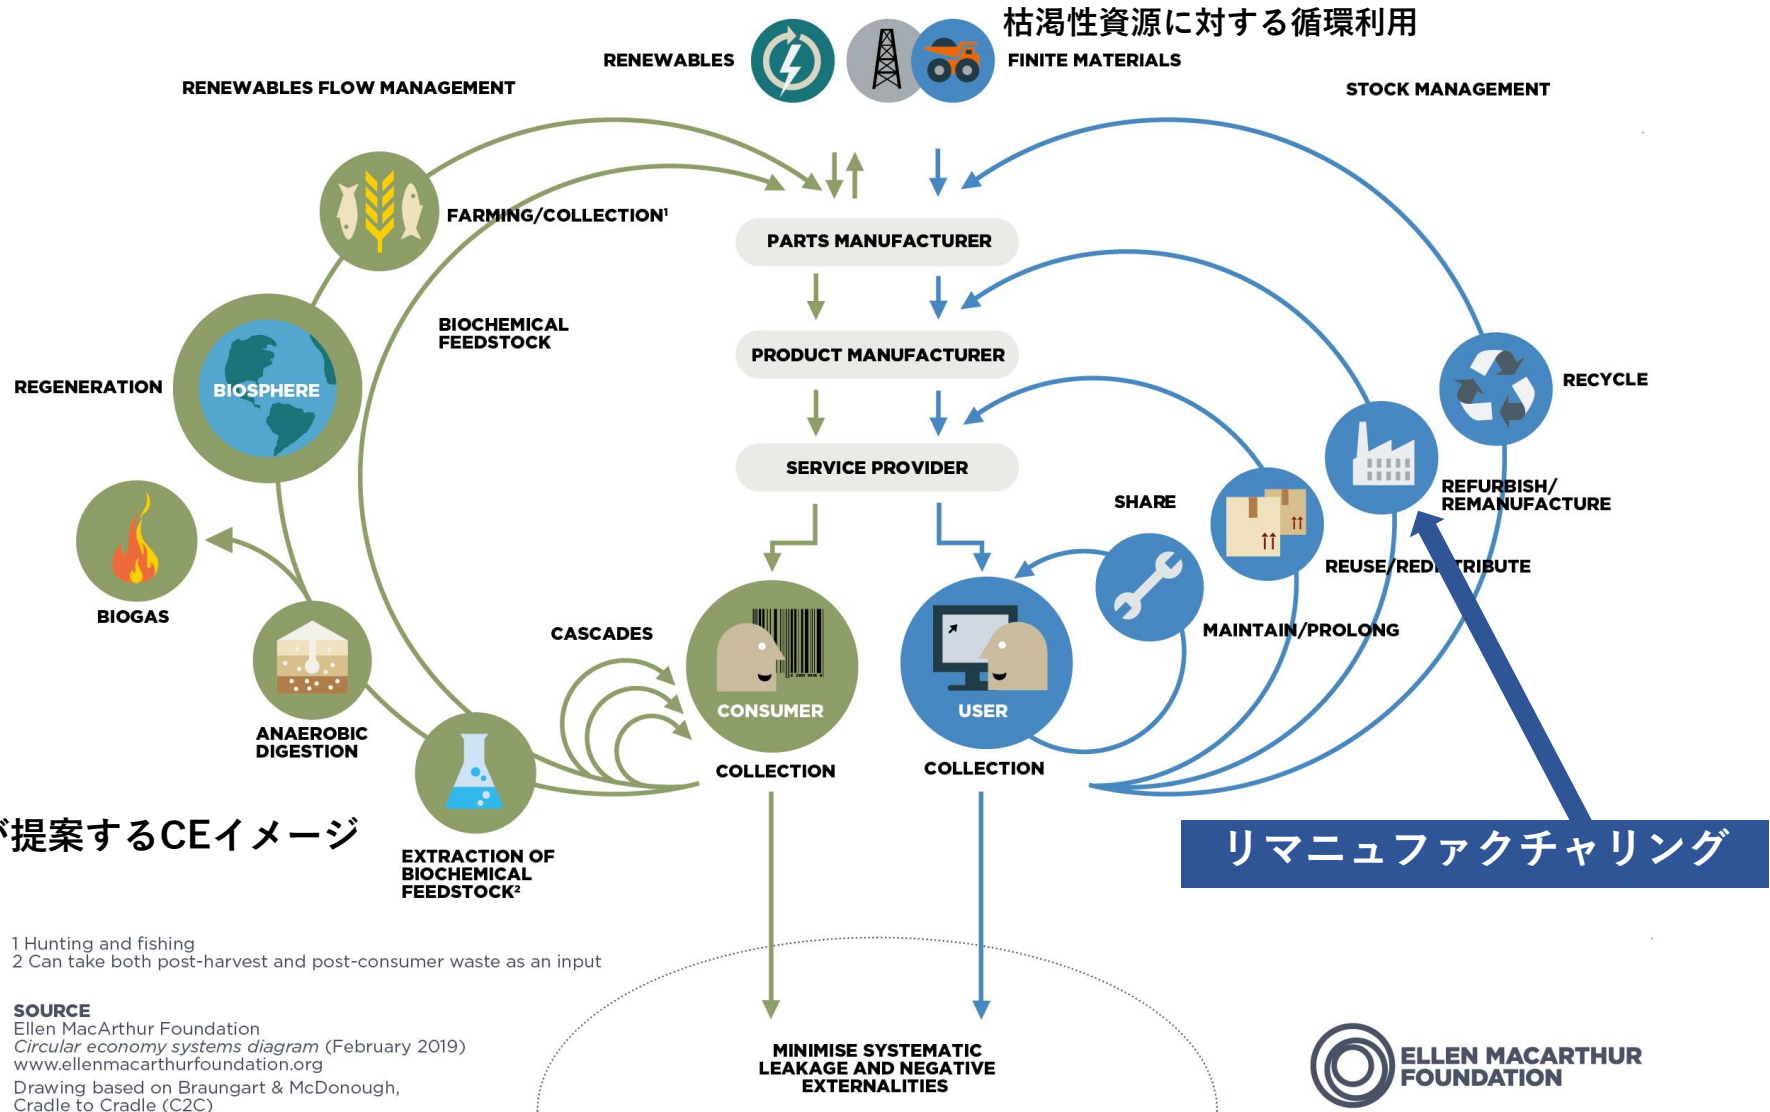 枯渇性資源に対する循環利用
RENEWABLES
FINITE MATERIALS
RENEWABLES FLOW MANAGEMENT
STOCK MANAGEMENT
FARMING/COLLECTION¹
PARTS MANUFACTURER
BIOCHEMICAL
FEEDSTOCK
PRODUCT MANUFACTURER
REGENERATION
BIOSPHERE
RECYCLE
SERVICE PROVIDER
SHARE
REFURBISH/
REMANUFACTURE
REUSE/REDISTRIBUTE
BIOGAS
CASCADES
MAINTAIN/PROLONG
CONSUMER
USER
ANAEROBIC
DIGESTION
COLLECTION
COLLECTION
が提案するCEイメージ
リマニュファクチャリング
EXTRACTION OF
BIOCHEMICAL
FEEDSTOCK²
1 Hunting and fishing
2 Can take both post-harvest and post-consumer waste as an input
SOURCE
Ellen MacArthur Foundation
Circular economy systems diagram (February 2019)
www.ellenmacarthurfoundation.org
Drawing based on Braungart & McDonough,
Cradle to Cradle (C2C)
MINIMISE SYSTEMATIC
LEAKAGE AND NEGATIVE
EXTERNALITIES
ELLEN MACARTHUR
FOUNDATION